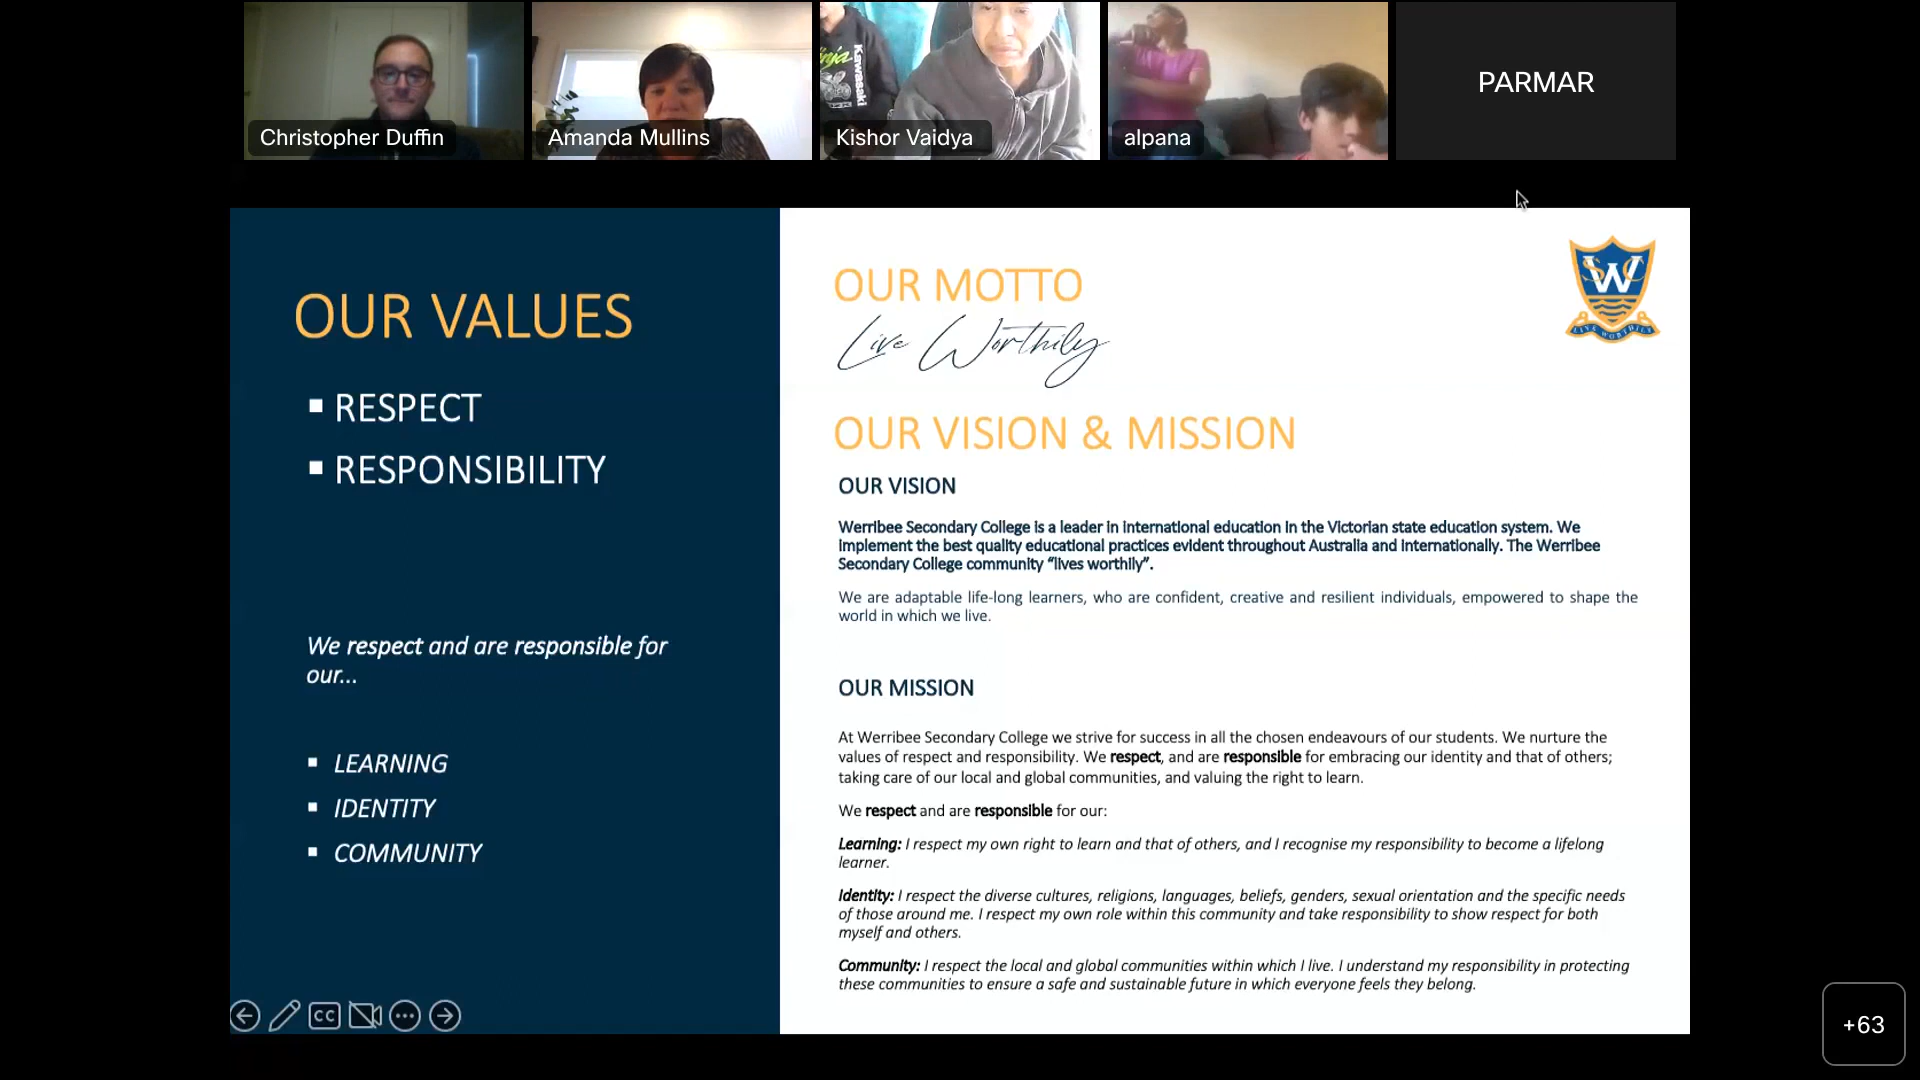 Christopher Duffin
Amanda Mullins
Kawasaki
Kishor Vaidya
alpana
PARMAR
OUR VALUES
▪ RESPECT
▪ RESPONSIBILITY
We respect and are responsible for
our...
▪ LEARNING
▪ IDENTITY
▪ COMMUNITY
OUR MOTTO
Live Worthily
SWC
LIVE WORTHILY
OUR VISION & MISSION
OUR VISION
Werribee Secondary College is a leader in international education in the Victorian state education system. We
implement the best quality educational practices evident throughout Australia and internationally. The Werribee
Secondary College community “lives worthily”.
We are adaptable life-long learners, who are confident, creative and resilient individuals, empowered to shape the
world in which we live.
OUR MISSION
At Werribee Secondary College we strive for success in all the chosen endeavours of our students. We nurture the
values of respect and responsibility. We respect, and are responsible for embracing our identity and that of others;
taking care of our local and global communities, and valuing the right to learn.
We respect and are responsible for our:
Learning: I respect my own right to learn and that of others, and I recognise my responsibility to become a lifelong
learner.
Identity: I respect the diverse cultures, religions, languages, beliefs, genders, sexual orientation and the specific needs
of those around me. I respect my own role within this community and take responsibility to show respect for both
myself and others.
Community: I respect the local and global communities within which I live. I understand my responsibility in protecting
these communities to ensure a safe and sustainable future in which everyone feels they belong.
CC
+63